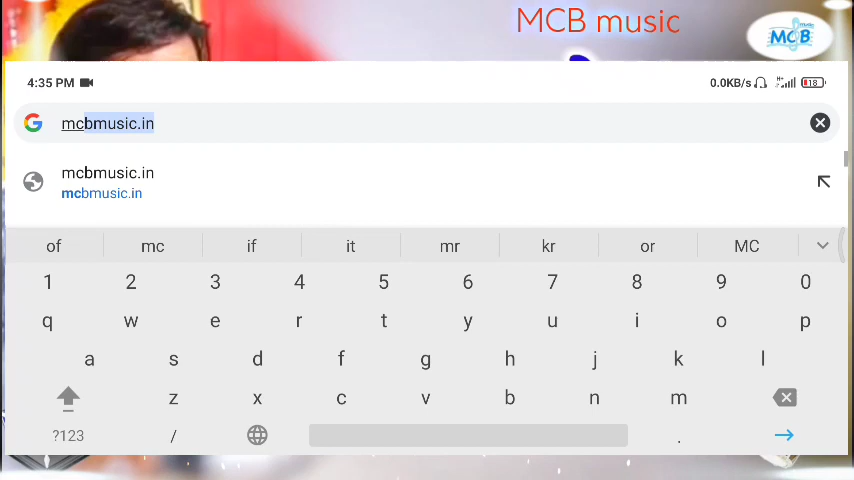 MCB music
music
MCB
4:35 PM 0.0KB/s H+ 18
mcbmusic.in
mcbmusic.in
mcbmusic.in
of mc if it mr kr or MC
1 2 3 4 5 6 7 8 9 0
q w e r t y u i o p
a s d f g h j k l
z x c v b n m
?123 / .